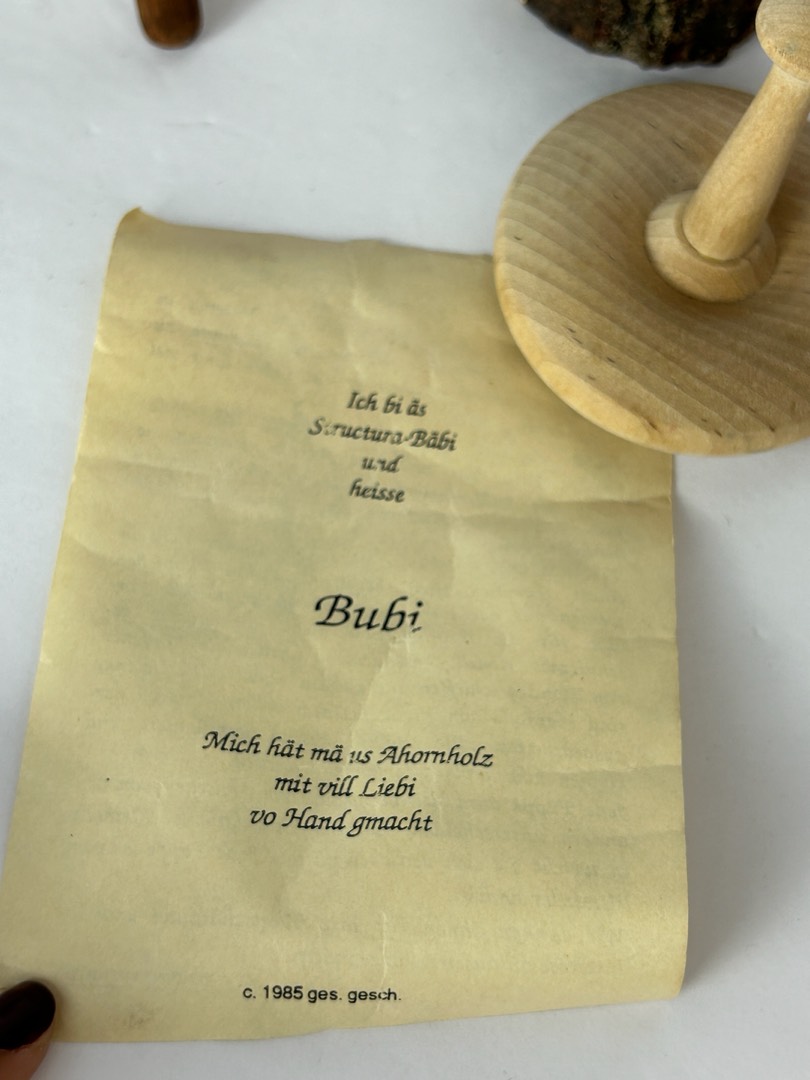 Ich bi äs
Structura-Bäbi
und
heisse
Bubi
Mich hät mä us Ahornholz
mit vill Liebi
vo Hand gmacht
c. 1985 ges. gesch.